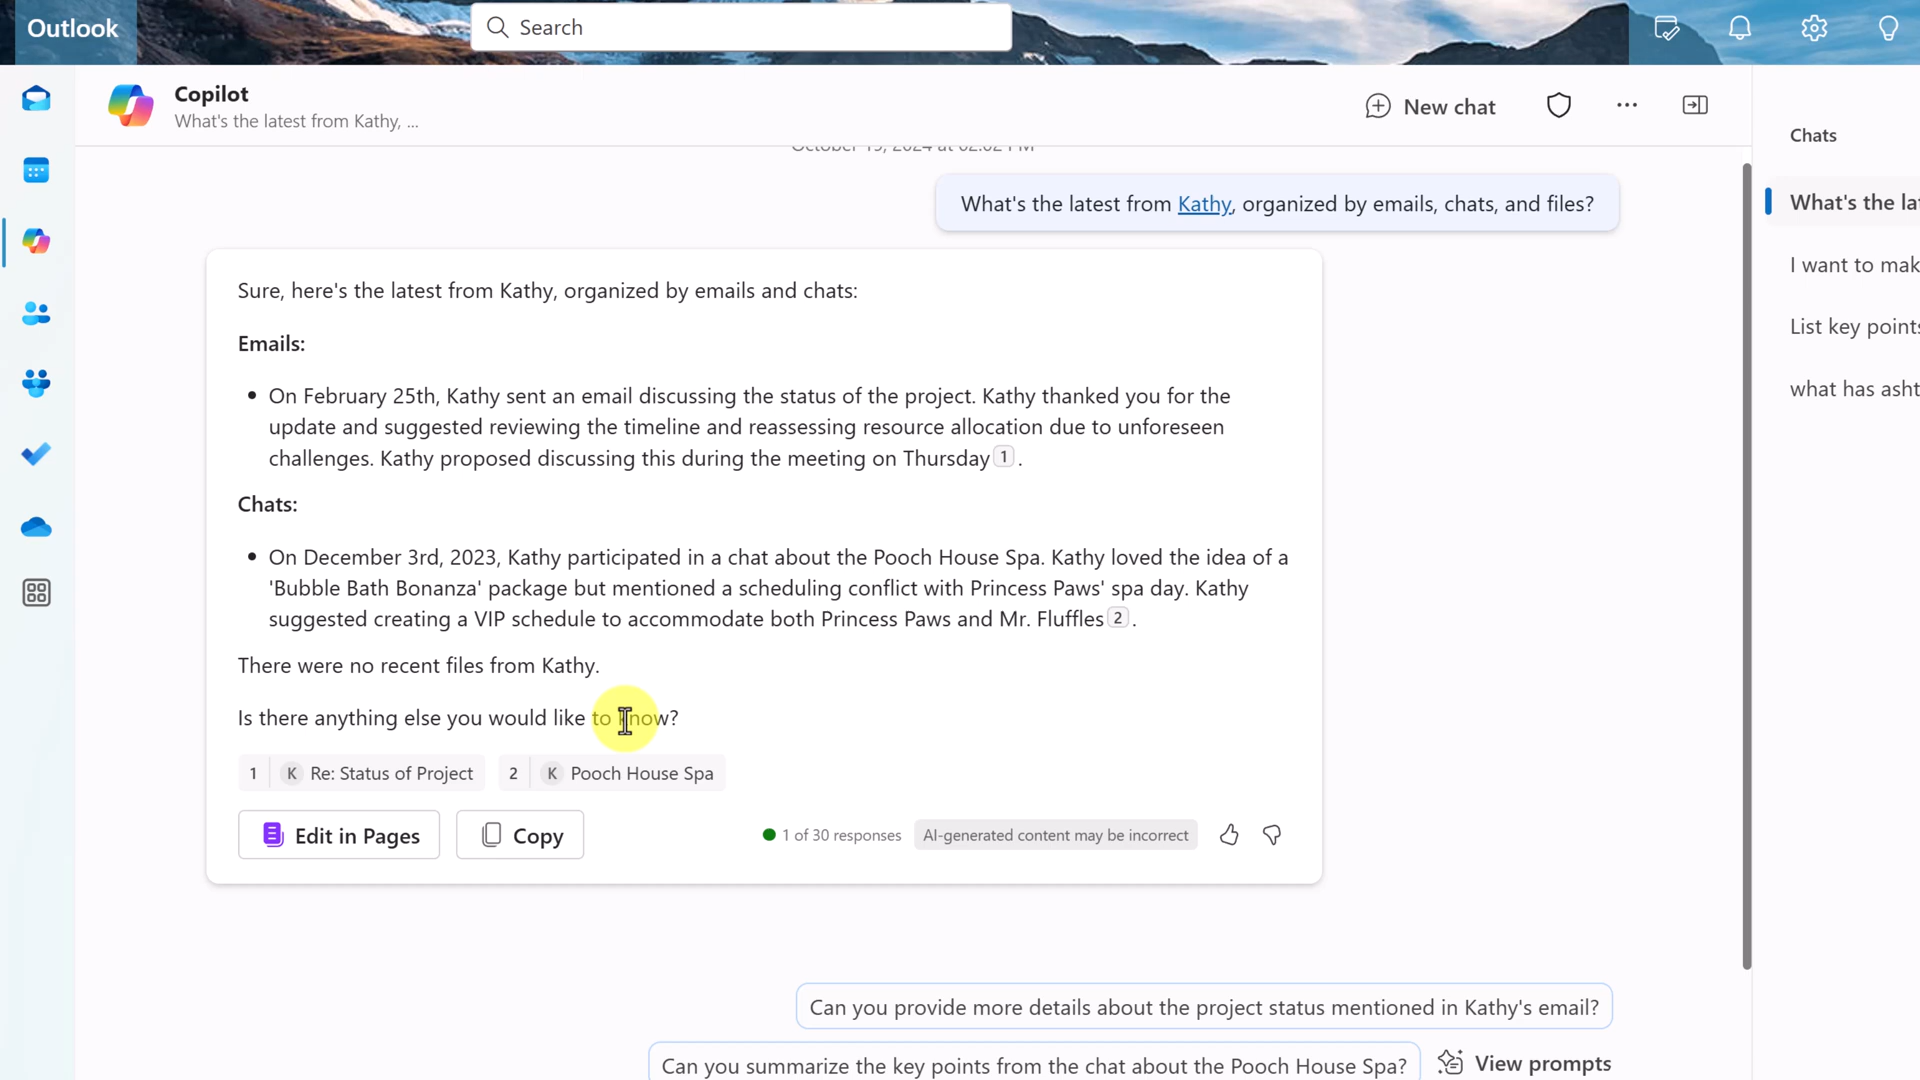 Outlook
Search
Copilot
What's the latest from Kathy, ...
New chat
Chats
October 15, 2024 at 02:02 PM
What's the latest from Kathy, organized by emails, chats, and files?
What's the lat
I want to mak
List key points
what has asht
Sure, here's the latest from Kathy, organized by emails and chats:
Emails:
• On February 25th, Kathy sent an email discussing the status of the project. Kathy thanked you for the
update and suggested reviewing the timeline and reassessing resource allocation due to unforeseen
challenges. Kathy proposed discussing this during the meeting on Thursday 1 .
Chats:
• On December 3rd, 2023, Kathy participated in a chat about the Pooch House Spa. Kathy loved the idea of a
'Bubble Bath Bonanza' package but mentioned a scheduling conflict with Princess Paws' spa day. Kathy
suggested creating a VIP schedule to accommodate both Princess Paws and Mr. Fluffles 2 .
There were no recent files from Kathy.
Is there anything else you would like to know?
1 K Re: Status of Project 2 K Pooch House Spa
Edit in Pages Copy 1 of 30 responses AI-generated content may be incorrect
Can you provide more details about the project status mentioned in Kathy's email?
Can you summarize the key points from the chat about the Pooch House Spa? View prompts